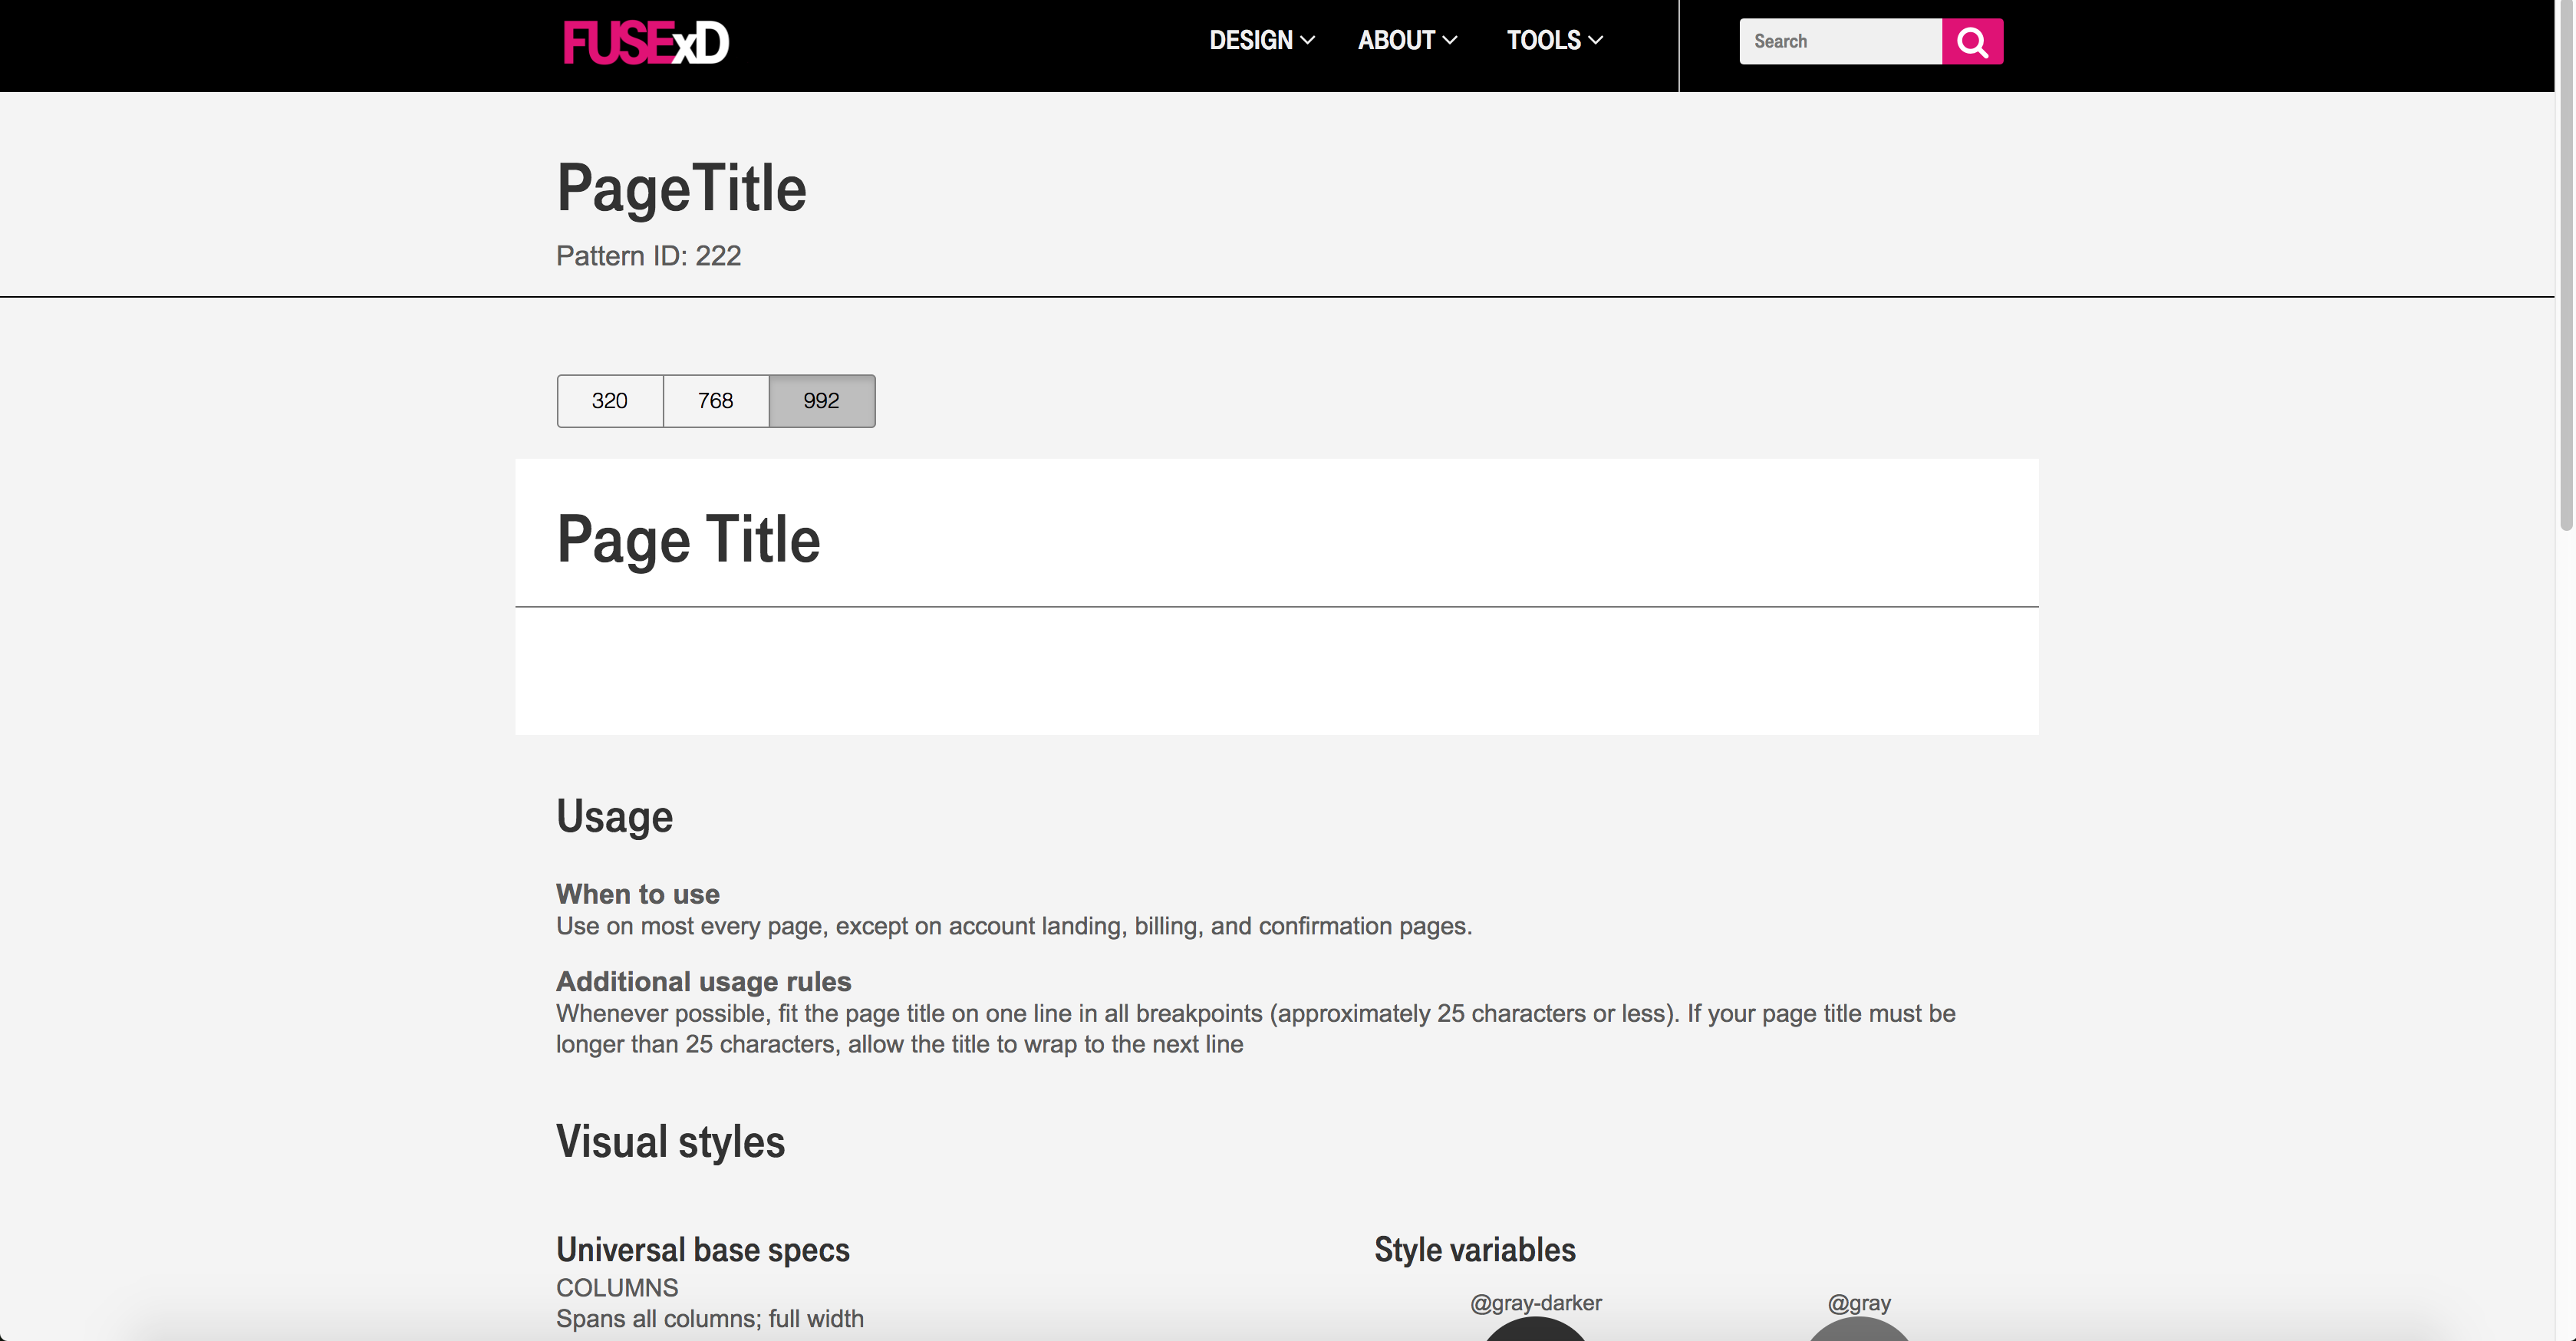 FUSExD
DESIGN ABOUT TOOLS Search
PageTitle
Pattern ID: 222
320 768 992
Page Title
Usage
When to use
Use on most every page, except on account landing, billing, and confirmation pages.
Additional usage rules
Whenever possible, fit the page title on one line in all breakpoints (approximately 25 characters or less). If your page title must be
longer than 25 characters, allow the title to wrap to the next line
Visual styles
Universal base specs
COLUMNS
Spans all columns; full width
Style variables
@gray-darker @gray